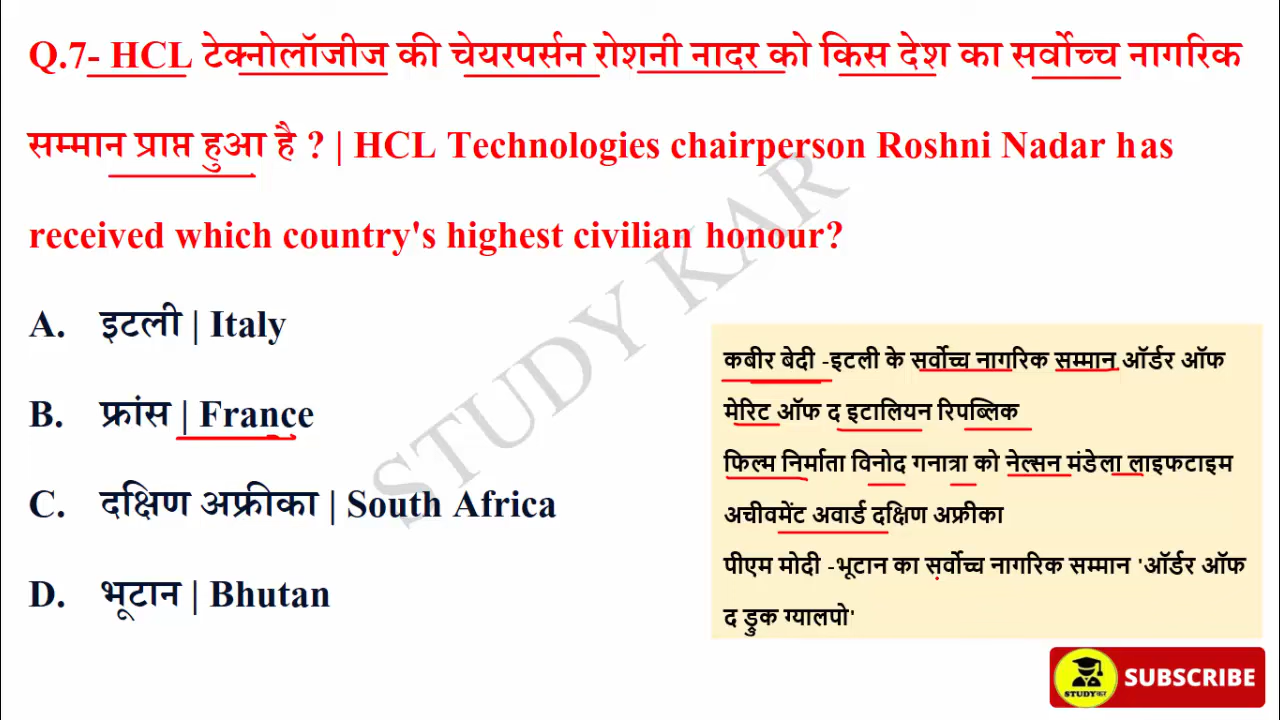 Q.7- HCL टेक्नोलॉजीज की चेयरपर्सन रोशनी नादर को किस देश का सर्वोच्च नागरिक
सम्मान प्राप्त हुआ है ? | HCL Technologies chairperson Roshni Nadar has
received which country's highest civilian honour?
A. इटली | Italy
B. फ्रांस | France
C. दक्षिण अफ्रीका | South Africa
D. भूटान | Bhutan
कबीर बेदी -इटली के सर्वोच्च नागरिक सम्मान ऑर्डर ऑफ
मेरिट ऑफ द इटालियन रिपब्लिक
फिल्म निर्माता विनोद गनात्रा को नेल्सन मंडेला लाइफटाइम
अचीवमेंट अवार्ड दक्षिण अफ्रीका
पीएम मोदी -भूटान का सर्वोच्च नागरिक सम्मान 'ऑर्डर ऑफ
द ड्रुक ग्यालपो'
STUDY KAR
STUDYकर
SUBSCRIBE